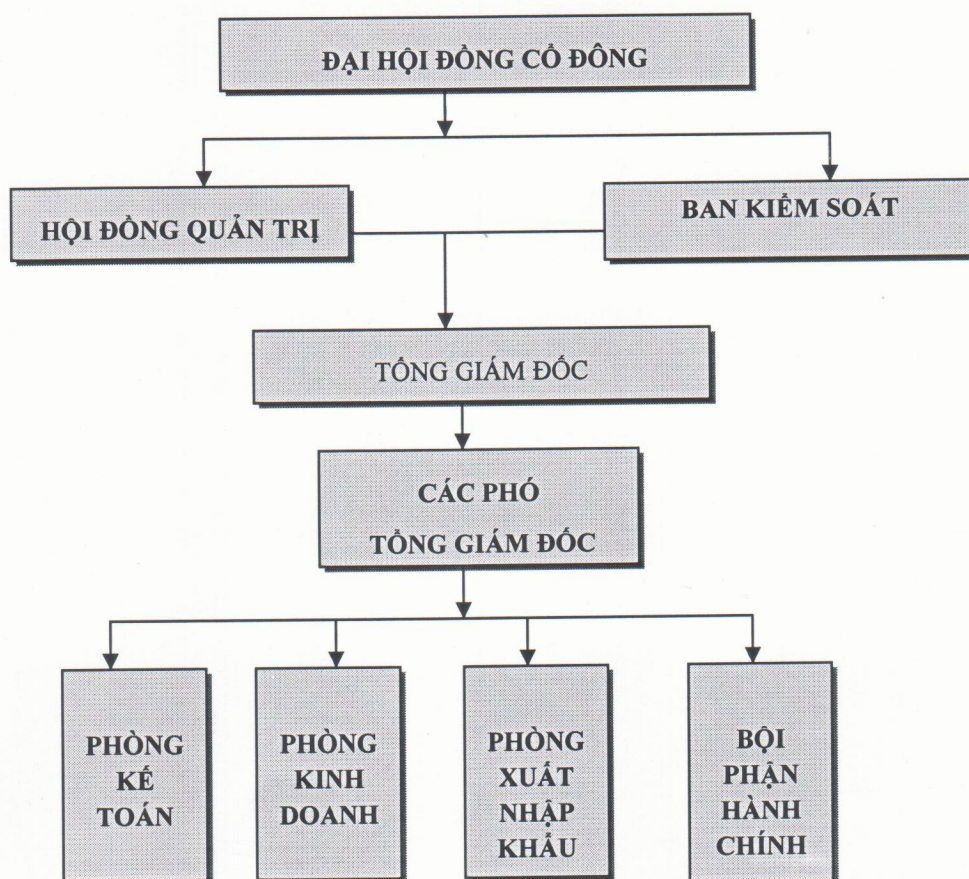 ĐẠI HỘI ĐỒNG CỔ ĐÔNG
HỘI ĐỒNG QUẢN TRỊ
BAN KIỂM SOÁT
TỔNG GIÁM ĐỐC
CÁC PHÓ
TỔNG GIÁM ĐỐC
PHÒNG
KẾ
TOÁN
PHÒNG
KINH
DOANH
PHÒNG
XUẤT
NHẬP
KHẨU
BỘI
PHẬN
HÀNH
CHÍNH